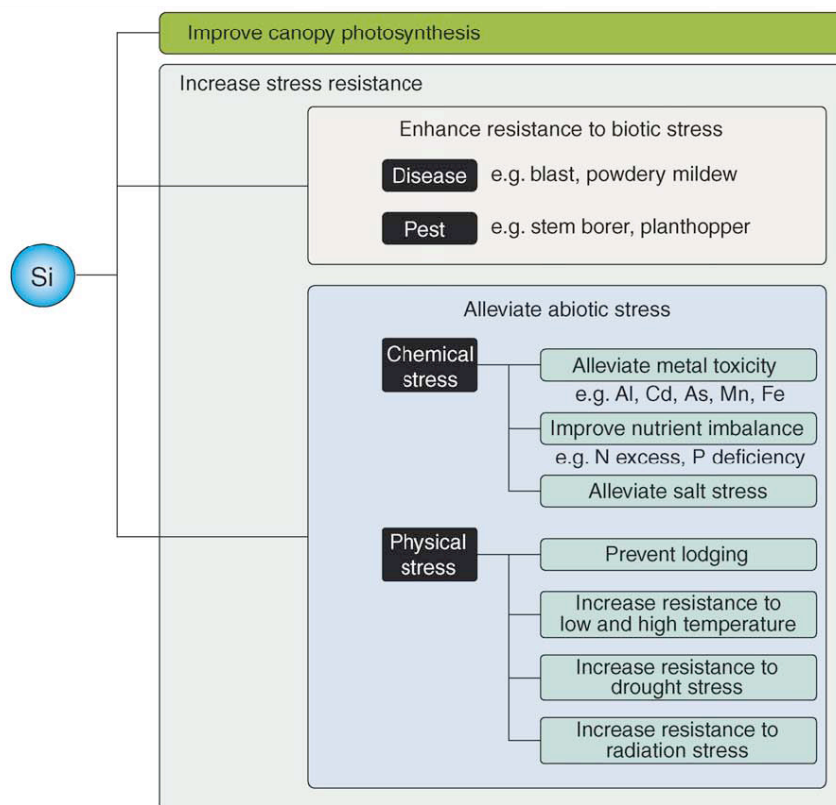 Improve canopy photosynthesis
Increase stress resistance
Enhance resistance to biotic stress
Disease e.g. blast, powdery mildew
Pest e.g. stem borer, planthopper
Si
Alleviate abiotic stress
Chemical
stress
Alleviate metal toxicity
e.g. Al, Cd, As, Mn, Fe
Improve nutrient imbalance
e.g. N excess, P deficiency
Alleviate salt stress
Physical
stress
Prevent lodging
Increase resistance to
low and high temperature
Increase resistance to
drought stress
Increase resistance to
radiation stress